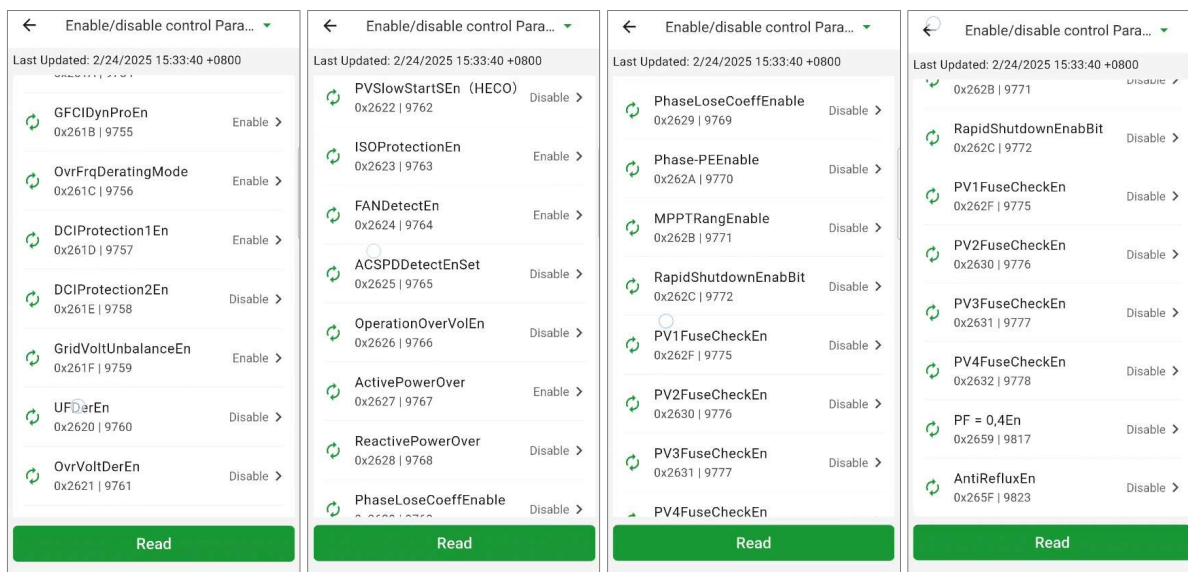 Enable/disable control Para...
Last Updated: 2/24/2025 15:33:40 +0800
GFCIDynProEn
0x261B | 9755
Enable
OvrFrqDeratingMode
0x261C | 9756
Enable
DCIProtection1En
0x261D | 9757
Enable
DCIProtection2En
0x261E | 9758
Disable
GridVoltUnbalanceEn
0x261F | 9759
Enable
UFDerEn
0x2620 | 9760
Disable
OvrVoltDerEn
0x2621 | 9761
Disable
Read
Enable/disable control Para...
Last Updated: 2/24/2025 15:33:40 +0800
PVSlowStartSEn（HECO）
0x2622 | 9762
Disable
ISOProtectionEn
0x2623 | 9763
Enable
FANDetectEn
0x2624 | 9764
Enable
ACSPDDetectEnSet
0x2625 | 9765
Disable
OperationOverVolEn
0x2626 | 9766
Disable
ActivePowerOver
0x2627 | 9767
Enable
ReactivePowerOver
0x2628 | 9768
Disable
PhaseLoseCoeffEnable
Disable
Read
Enable/disable control Para...
Last Updated: 2/24/2025 15:33:40 +0800
PhaseLoseCoeffEnable
0x2629 | 9769
Disable
Phase-PEEnable
0x262A | 9770
Disable
MPPTRangEnable
0x262B | 9771
Disable
RapidShutdownEnabBit
0x262C | 9772
Disable
PV1FuseCheckEn
0x262F | 9775
Disable
PV2FuseCheckEn
0x2630 | 9776
Disable
PV3FuseCheckEn
0x2631 | 9777
Disable
PV4FuseCheckEn
Read
Enable/disable control Para...
Last Updated: 2/24/2025 15:33:40 +0800
0x262B | 9771
Disable
RapidShutdownEnabBit
0x262C | 9772
Disable
PV1FuseCheckEn
0x262F | 9775
Disable
PV2FuseCheckEn
0x2630 | 9776
Disable
PV3FuseCheckEn
0x2631 | 9777
Disable
PV4FuseCheckEn
0x2632 | 9778
Disable
PF = 0,4En
0x2659 | 9817
Disable
AntiRefluxEn
0x265F | 9823
Disable
Read